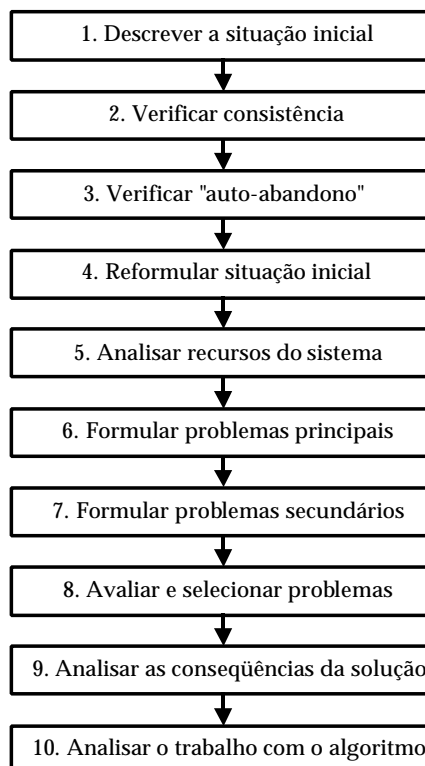 1. Descrever a situação inicial
2. Verificar consistência
3. Verificar "auto-abandono"
4. Reformular situação inicial
5. Analisar recursos do sistema
6. Formular problemas principais
7. Formular problemas secundários
8. Avaliar e selecionar problemas
9. Analisar as conseqüências da solução
10. Analisar o trabalho com o algoritmo